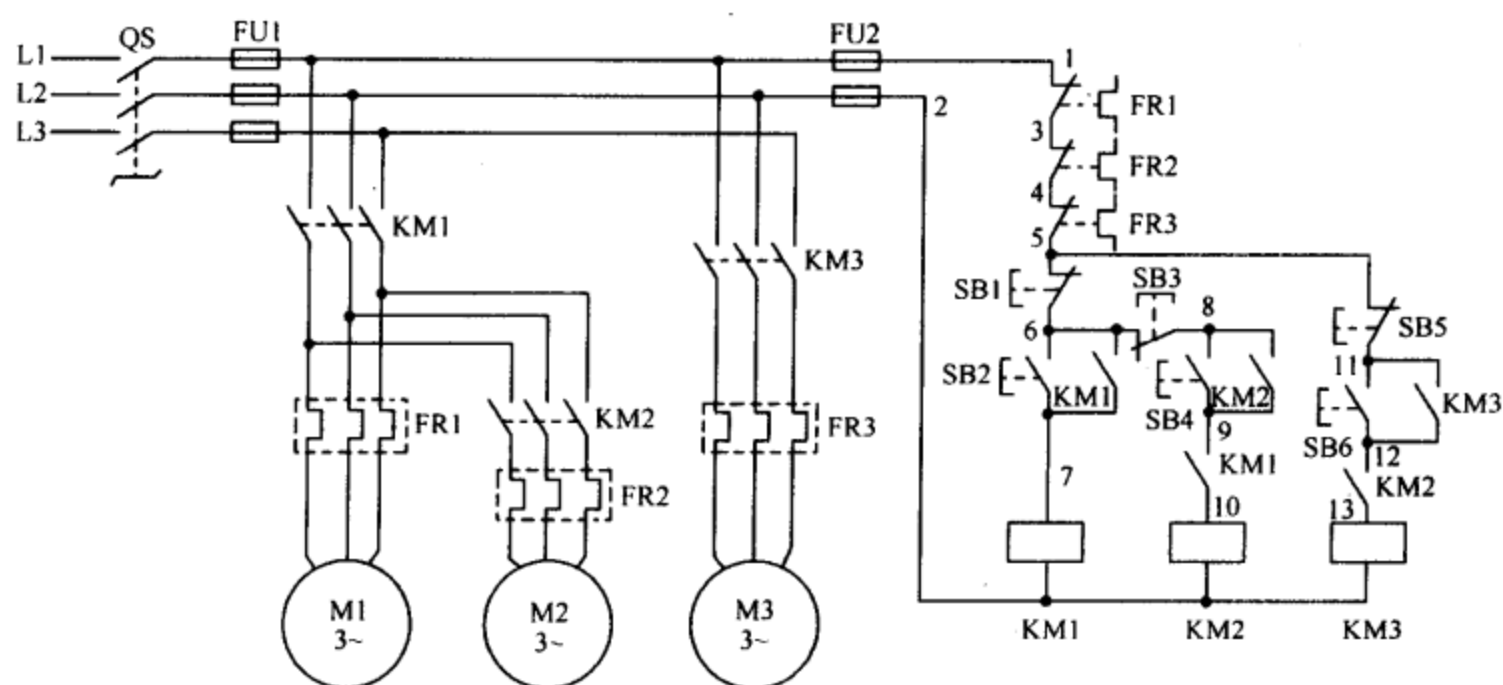 QS FU1 FU2
L1 1
L2 2 FR1
L3 3
FR2
4
KM1 FR3
5
KM3
SB3
SB1 8 SB5
6 11
SB2 KM1 KM2 KM3
FR1 KM2 FR3 SB4 9 SB6 12
KM1 KM2
FR2 7 10 13
M1 3~ M2 3~ M3 3~
KM1 KM2 KM3